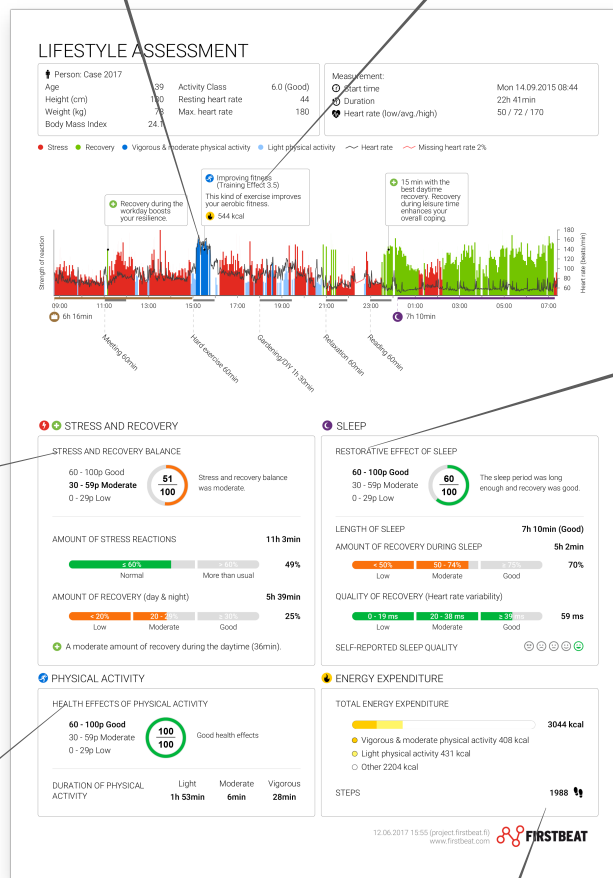 LIFESTYLE ASSESSMENT
Person: Case 2017
Age 39 Activity Class 6.0 (Good)
Height (cm) Resting heart rate 44
Weight (kg) 78 Max. heart rate 180
Body Mass Index 24.1
Measurement:
Start time Mon 14.09.2015 08:44
Duration 22h 41min
Heart rate (low/avg./high) 50 / 72 / 170
Stress Recovery Vigorous & moderate physical activity Light physical activity Heart rate Missing heart rate 2%
Recovery during the
workday boosts
your resilience.
Improving fitness
(Training Effect 3.5)
This kind of exercise improves
your aerobic fitness.
544 kcal
15 min with the
best daytime
recovery. Recovery
during leisure time
enhances your
overall coping.
Strength of reaction
180
160
140
120
100
80
60
Heart rate (beats/min)
09:00 11:00 13:00 15:00 17:00 19:00 21:00 23:00 01:00 03:00 05:00 07:00
6h 16min
7h 10min
Meeting 60min
Hard exercise 60min
Gardening/DIY 1h 30min
Relaxation 60min
Reading 60min
STRESS AND RECOVERY
STRESS AND RECOVERY BALANCE
60 - 100p Good
30 - 59p Moderate
0 - 29p Low
51
100
Stress and recovery balance
was moderate.
AMOUNT OF STRESS REACTIONS 11h 3min
≤ 60% > 60% 49%
Normal More than usual
AMOUNT OF RECOVERY (day & night) 5h 39min
< 20% 20 - 29% ≥ 30% 25%
Low Moderate Good
A moderate amount of recovery during the daytime (36min).
SLEEP
RESTORATIVE EFFECT OF SLEEP
60 - 100p Good
30 - 59p Moderate
0 - 29p Low
60
100
The sleep period was long
enough and recovery was good.
LENGTH OF SLEEP 7h 10min (Good)
AMOUNT OF RECOVERY DURING SLEEP 5h 2min
< 50% 50 - 74% ≥ 75% 70%
Low Moderate Good
QUALITY OF RECOVERY (Heart rate variability)
0 - 19 ms 20 - 38 ms ≥ 39 ms 59 ms
Low Moderate Good
SELF-REPORTED SLEEP QUALITY
PHYSICAL ACTIVITY
HEALTH EFFECTS OF PHYSICAL ACTIVITY
60 - 100p Good
30 - 59p Moderate
0 - 29p Low
100
100
Good health effects
DURATION OF PHYSICAL
ACTIVITY
Light Moderate Vigorous
1h 53min 6min 28min
ENERGY EXPENDITURE
TOTAL ENERGY EXPENDITURE
3044 kcal
Vigorous & moderate physical activity 408 kcal
Light physical activity 431 kcal
Other 2204 kcal
STEPS 1988
12.06.2017 15:55 (project.firstbeat.fi)
www.firstbeat.com
FIRSTBEAT